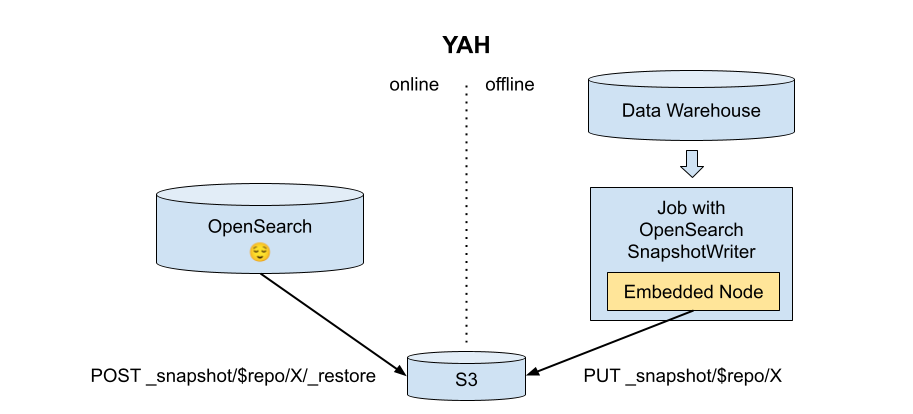 YAH
online
offline
Data Warehouse
OpenSearch
Job with
OpenSearch
SnapshotWriter
Embedded Node
POST _snapshot/$repo/X/_restore
S3
PUT _snapshot/$repo/X